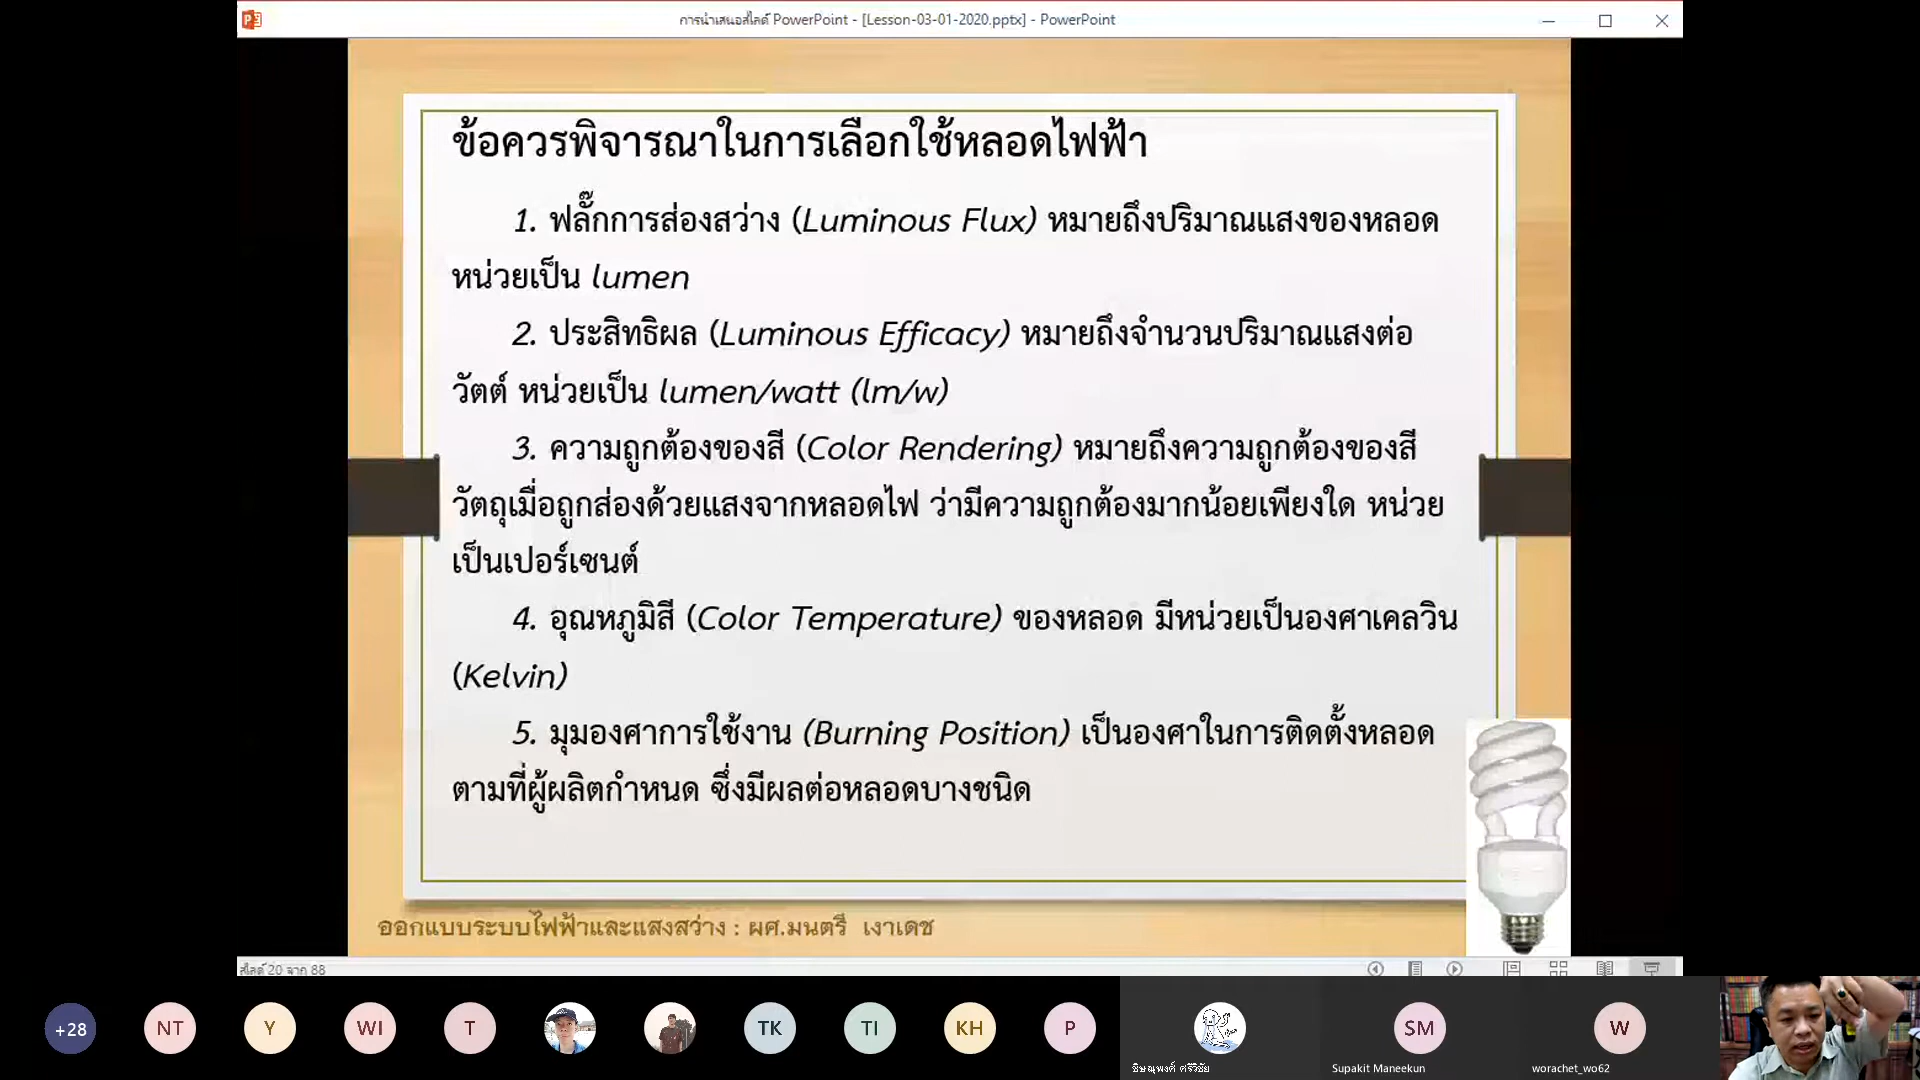 การนำเสนอสไลด์ PowerPoint - [Lesson-03-01-2020.pptx] - PowerPoint
ข้อควรพิจารณาในการเลือกใช้หลอดไฟฟ้า
1. ฟลั๊กการส่องสว่าง (Luminous Flux) หมายถึงปริมาณแสงของหลอด
หน่วยเป็น lumen
2. ประสิทธิผล (Luminous Efficacy) หมายถึงจำนวนปริมาณแสงต่อ
วัตต์ หน่วยเป็น lumen/watt (lm/w)
3. ความถูกต้องของสี (Color Rendering) หมายถึงความถูกต้องของสี
วัตถุเมื่อถูกส่องด้วยแสงจากหลอดไฟ ว่ามีความถูกต้องมากน้อยเพียงใด หน่วย
เป็นเปอร์เซนต์
4. อุณหภูมิสี (Color Temperature) ของหลอด มีหน่วยเป็นองศาเคลวิน
(Kelvin)
5. มุมองศาการใช้งาน (Burning Position) เป็นองศาในการติดตั้งหลอด
ตามที่ผู้ผลิตกำหนด ซึ่งมีผลต่อหลอดบางชนิด
ออกแบบระบบไฟฟ้าและแสงสว่าง : ผศ.มนตรี เงาเดช
สไลด์ 20 จาก 88
+28 NT Y WI T TK TI KH P SM W
ศรีวิชัย Supakit Maneekun worachet_wo62